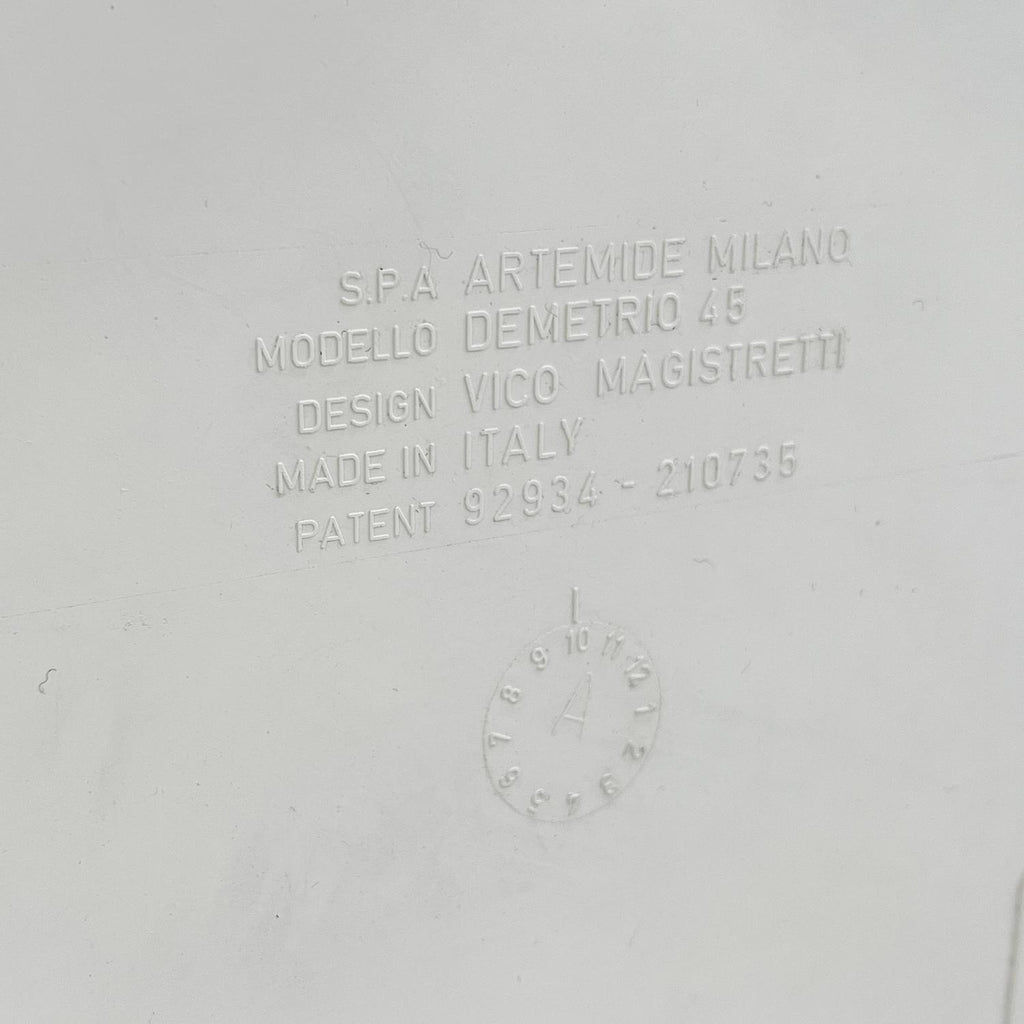 S.P.A ARTEMIDE MILANO
MODELLO DEMETRIO 45
DESIGN VICO MAGISTRETTI
MADE IN ITALY
PATENT 92934 - 210735
I
10 11 12 1 2 3 4 5 6 7 8 9
A